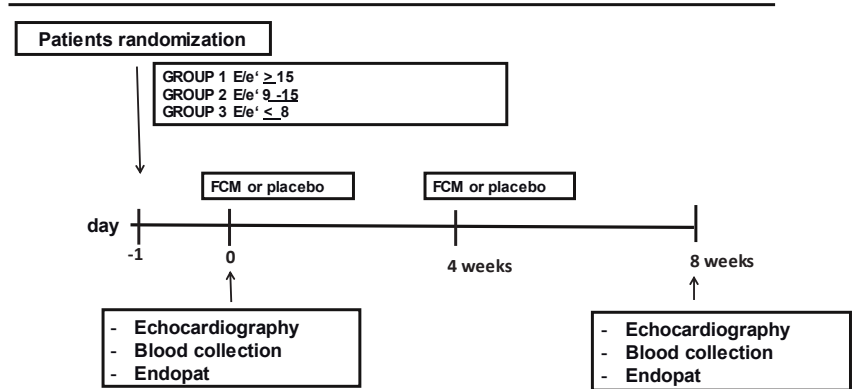 Patients randomization
GROUP 1 E/e‘ > 15
GROUP 2 E/e‘ 9 -15
GROUP 3 E/e‘ < 8
FCM or placebo
FCM or placebo
day
-1
0
4 weeks
8 weeks
- Echocardiography
- Blood collection
- Endopat
- Echocardiography
- Blood collection
- Endopat